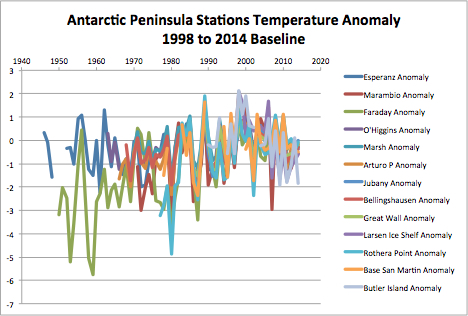 Antarctic Peninsula Stations Temperature Anomaly
1998 to 2014 Baseline
1940 1950 1960 1970 1980 1990 2000 2010 2020
3
2
1
0
-1
-2
-3
-4
-5
-6
-7
Esperanz Anomaly
Marambio Anomaly
Faraday Anomaly
O'Higgins Anomaly
Marsh Anomaly
Arturo P Anomaly
Jubany Anomaly
Bellingshausen Anomaly
Great Wall Anomaly
Larsen Ice Shelf Anomaly
Rothera Point Anomaly
Base San Martin Anomaly
Butler Island Anomaly